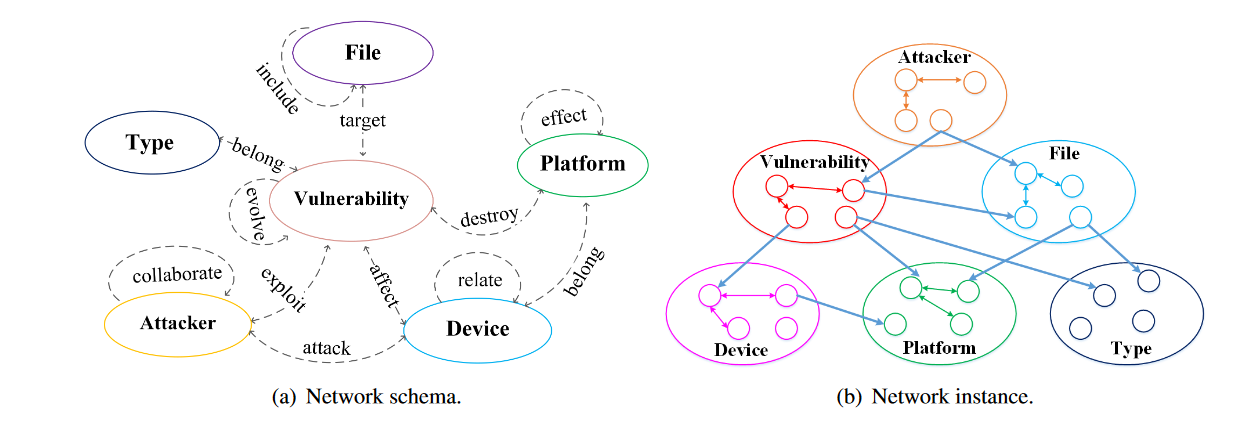 File
include
target
Type
belong
effect
Platform
Vulnerability
evolve
destroy
belong
collaborate
exploit
affect
relate
Attacker
Device
attack
(a) Network schema.
Attacker
Vulnerability
File
Device
Platform
Type
(b) Network instance.